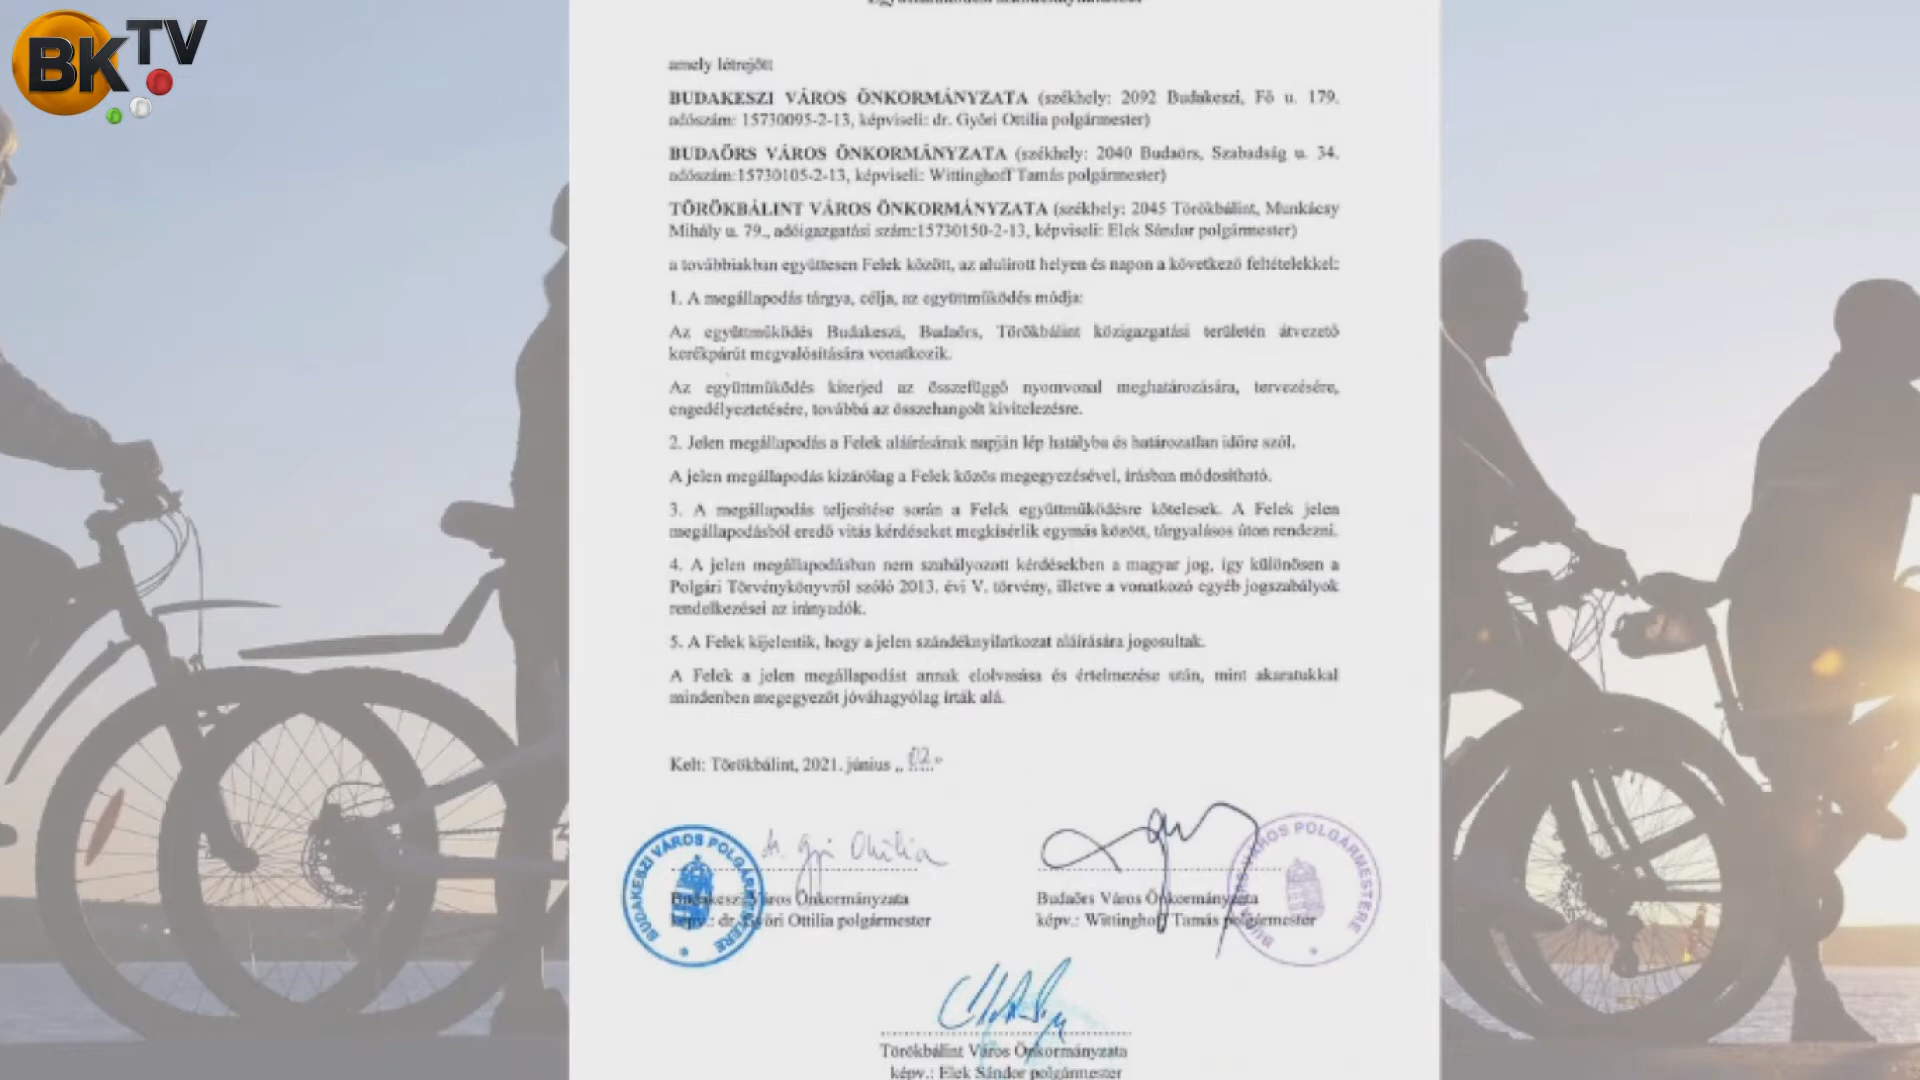 BKTV
amely létrejött
BUDAKESZI VÁROS ÖNKORMÁNYZATA (székhely: 2092 Budakeszi, Fő u. 179.
adószám: 15730095-2-13, képviseli: dr. Győri Ottilia polgármester)
BUDAÖRS VÁROS ÖNKORMÁNYZATA (székhely: 2040 Budaörs, Szabadság u. 34.
adószám:15730105-2-13, képviseli: Wittinghoff Tamás polgármester)
TÖRÖKBÁLINT VÁROS ÖNKORMÁNYZATA (székhely: 2045 Törökbálint, Munkácsy
Mihály u. 79., adóigazgatási szám:15730150-2-13, képviseli: Elek Sándor polgármester)
a továbbiakban együttesen Felek között, az alulírott helyen és napon a következő feltételekkel:
1. A megállapodás tárgya, célja, az együttműködés módja:
Az együttműködés Budakeszi, Budaörs, Törökbálint közigazgatási területén átvezető
kerékpárút megvalósítására vonatkozik.
Az együttműködés kiterjed az összefüggő nyomvonal meghatározására, tervezésére,
engedélyeztetésére, továbbá az összehangolt kivitelezésre.
2. Jelen megállapodás a Felek aláírásának napján lép hatályba és határozatlan időre szól.
A jelen megállapodás kizárólag a Felek közös megegyezésével, írásban módosítható.
3. A megállapodás teljesítése során a Felek együttműködésre kötelesek. A Felek jelen
megállapodásból eredő vitás kérdéseket megkísérlik egymás között, tárgyalásos úton rendezni.
4. A jelen megállapodásban nem szabályozott kérdésekben a magyar jog, így különösen a
Polgári Törvénykönyvről szóló 2013. évi V. törvény, illetve a vonatkozó egyéb jogszabályok
rendelkezései az irányadók.
5. A Felek kijelentik, hogy a jelen szándéknyilatkozat aláírására jogosultak.
A Felek a jelen megállapodást annak elolvasása és értelmezése után, mint akaratukkal
mindenben megegyezőt jóváhagyólag írták alá.
Kelt: Törökbálint, 2021. június „ 02 ”
BUDAKESZI VÁROS POLGÁRMESTERE
Budakeszi Város Önkormányzata
képv.: dr. Győri Ottilia polgármester
VÁROS POLGÁRMESTERE
Budaörs Város Önkormányzata
képv.: Wittinghoff Tamás polgármester
Törökbálint Város Önkormányzata
képv.: Elek Sándor polgármester